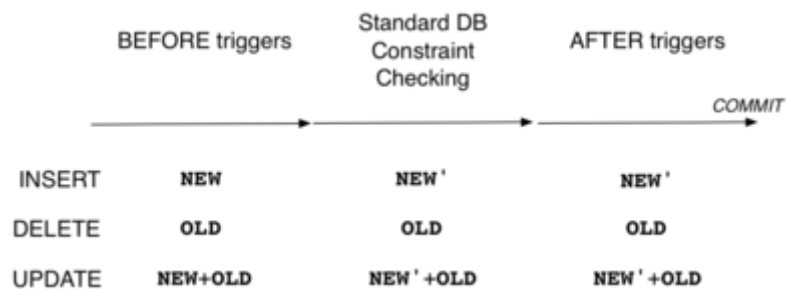 BEFORE triggers
Standard DB
Constraint
Checking
AFTER triggers
COMMIT
INSERT NEW NEW' NEW'
DELETE OLD OLD OLD
UPDATE NEW+OLD NEW'+OLD NEW'+OLD